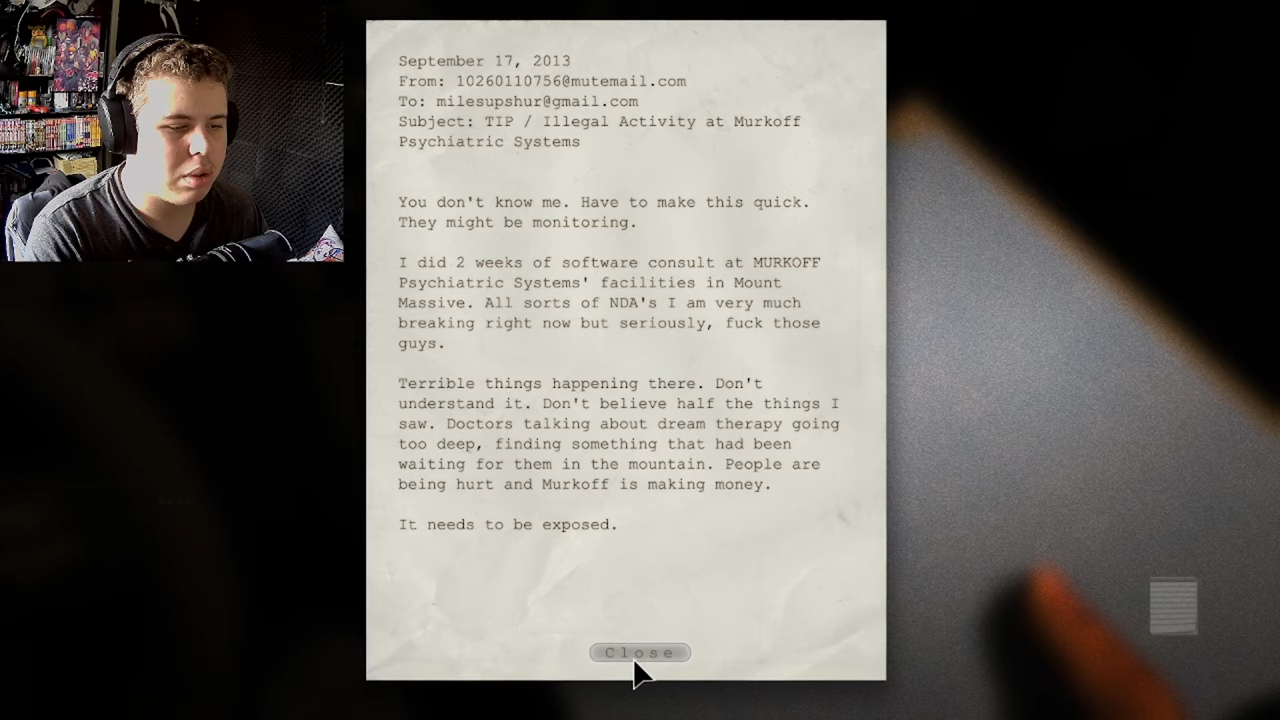 September 17, 2013
From: 10260110756@mutemail.com
To: milesupshur@gmail.com
Subject: TIP / Illegal Activity at Murkoff
Psychiatric Systems
You don't know me. Have to make this quick.
They might be monitoring.
I did 2 weeks of software consult at MURKOFF
Psychiatric Systems' facilities in Mount
Massive. All sorts of NDA's I am very much
breaking right now but seriously, fuck those
guys.
Terrible things happening there. Don't
understand it. Don't believe half the things I
saw. Doctors talking about dream therapy going
too deep, finding something that had been
waiting for them in the mountain. People are
being hurt and Murkoff is making money.
It needs to be exposed.
Close